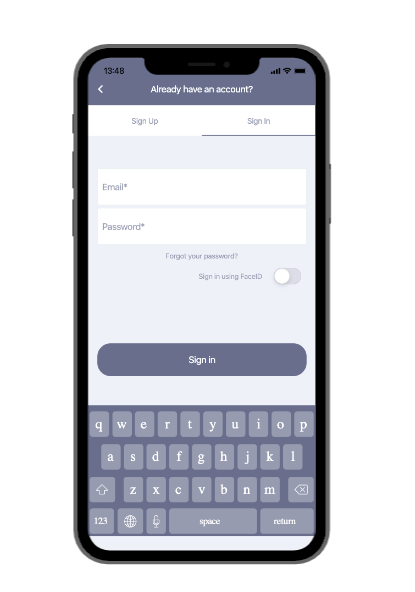 13:48
Already have an account?
Sign Up Sign In
Email*
Password*
Forgot your password?
Sign in using FaceID
Sign in
q w e r t y u i o p
a s d f g h j k l
z x c v b n m
123 space return